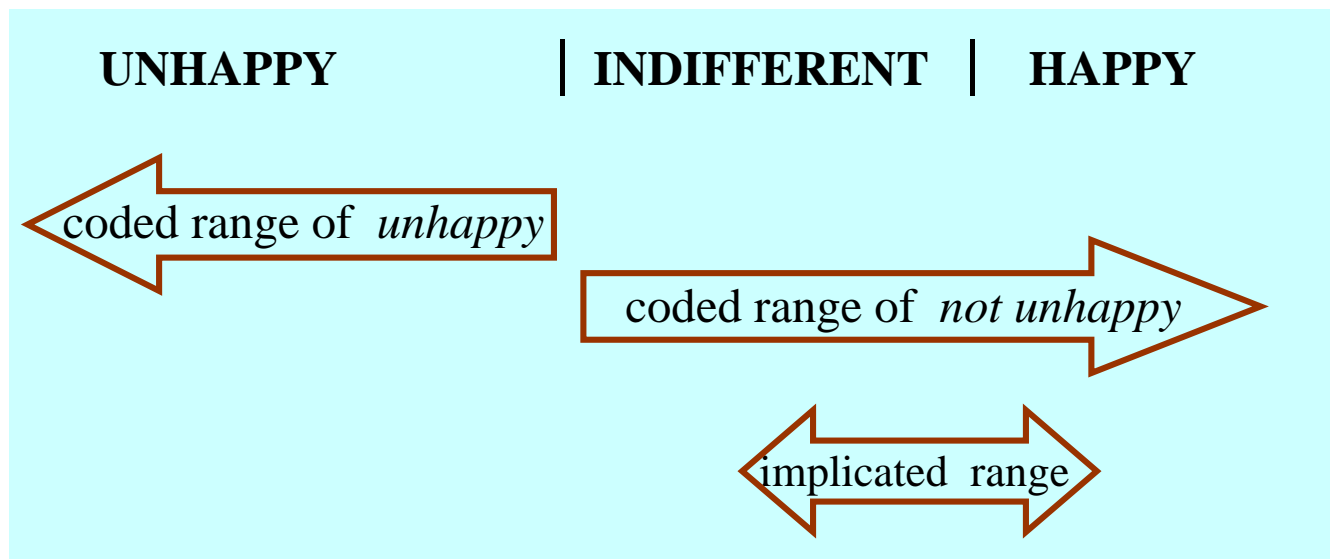 UNHAPPY | INDIFFERENT | HAPPY
coded range of unhappy
coded range of not unhappy
implicated range